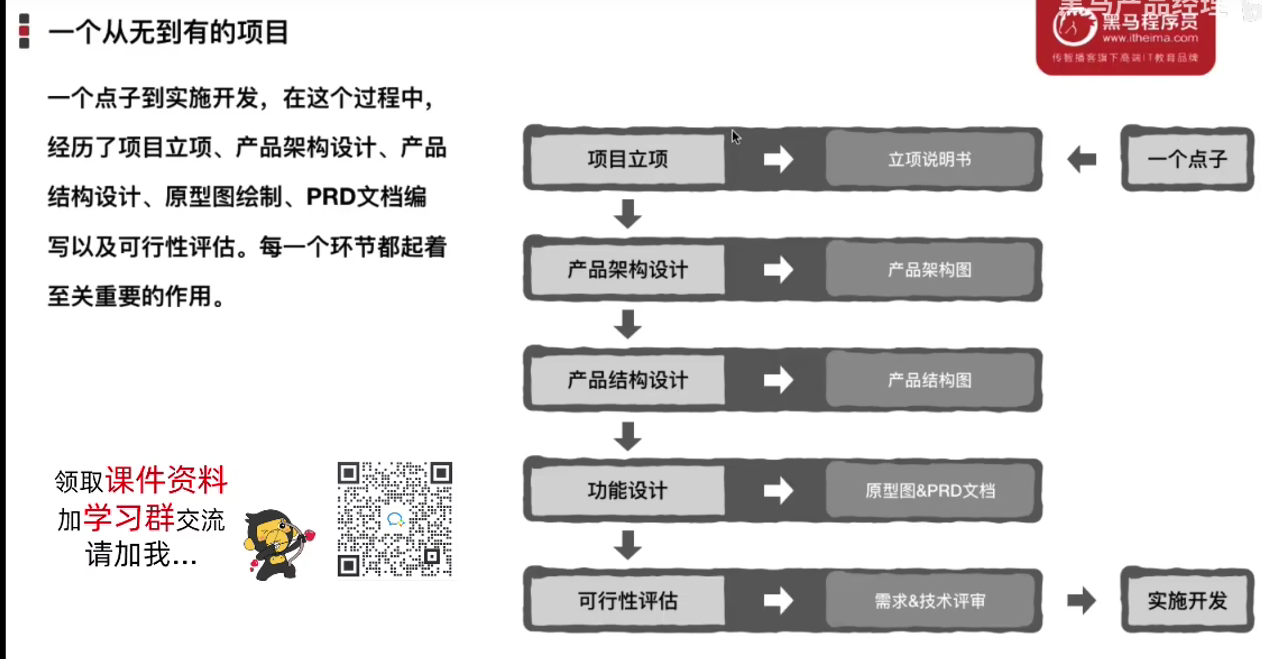 一个从无到有的项目
黑马产品经理
黑马程序员
www.itheima.com
传智播客旗下高端IT教育品牌
一个点子到实施开发，在这个过程中，
经历了项目立项、产品架构设计、产品
结构设计、原型图绘制、PRD文档编
写以及可行性评估。每一个环节都起着
至关重要的作用。
项目立项
立项说明书
一个点子
产品架构设计
产品架构图
产品结构设计
产品结构图
功能设计
原型图&PRD文档
可行性评估
需求&技术评审
实施开发
领取课件资料
加学习群交流
请加我...